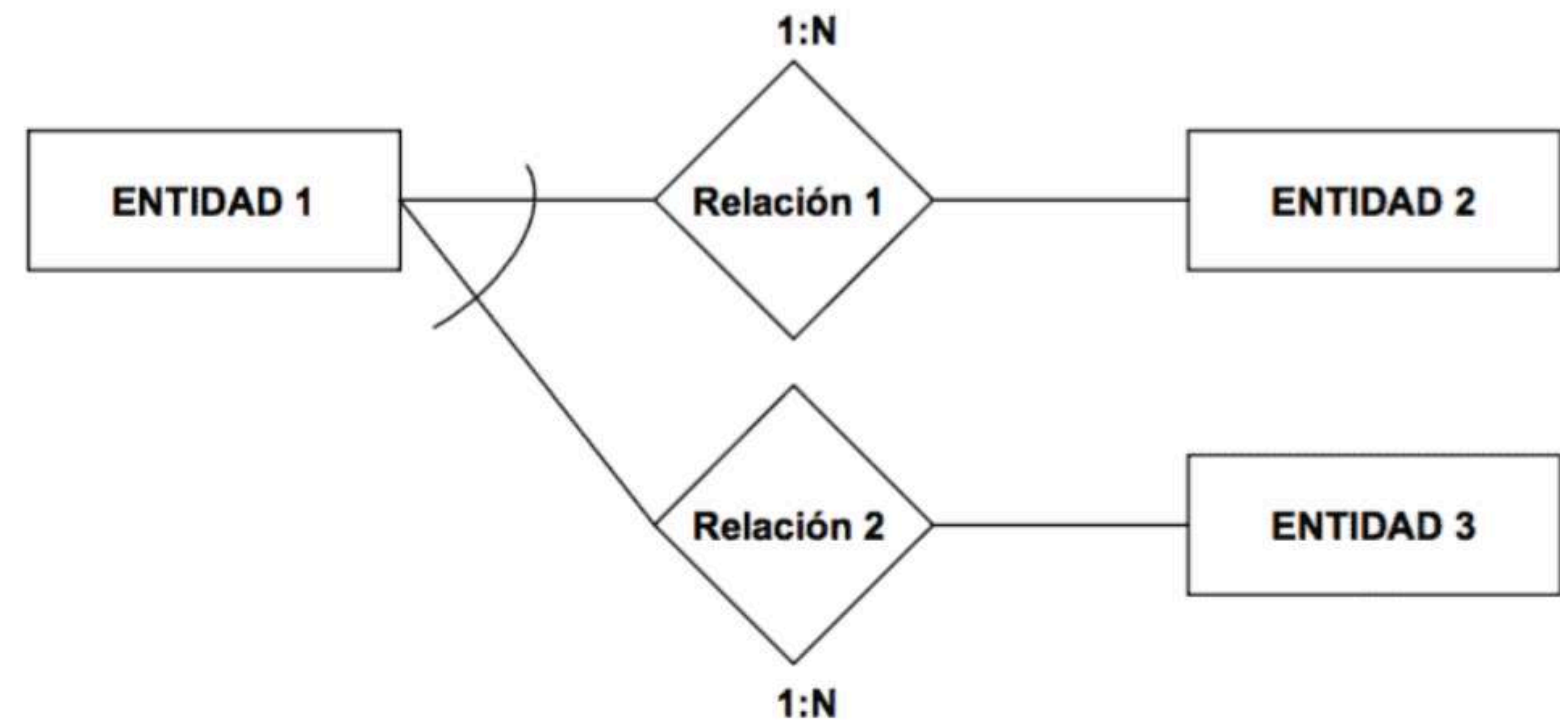 1:N
ENTIDAD 1
Relación 1
ENTIDAD 2
Relación 2
ENTIDAD 3
1:N